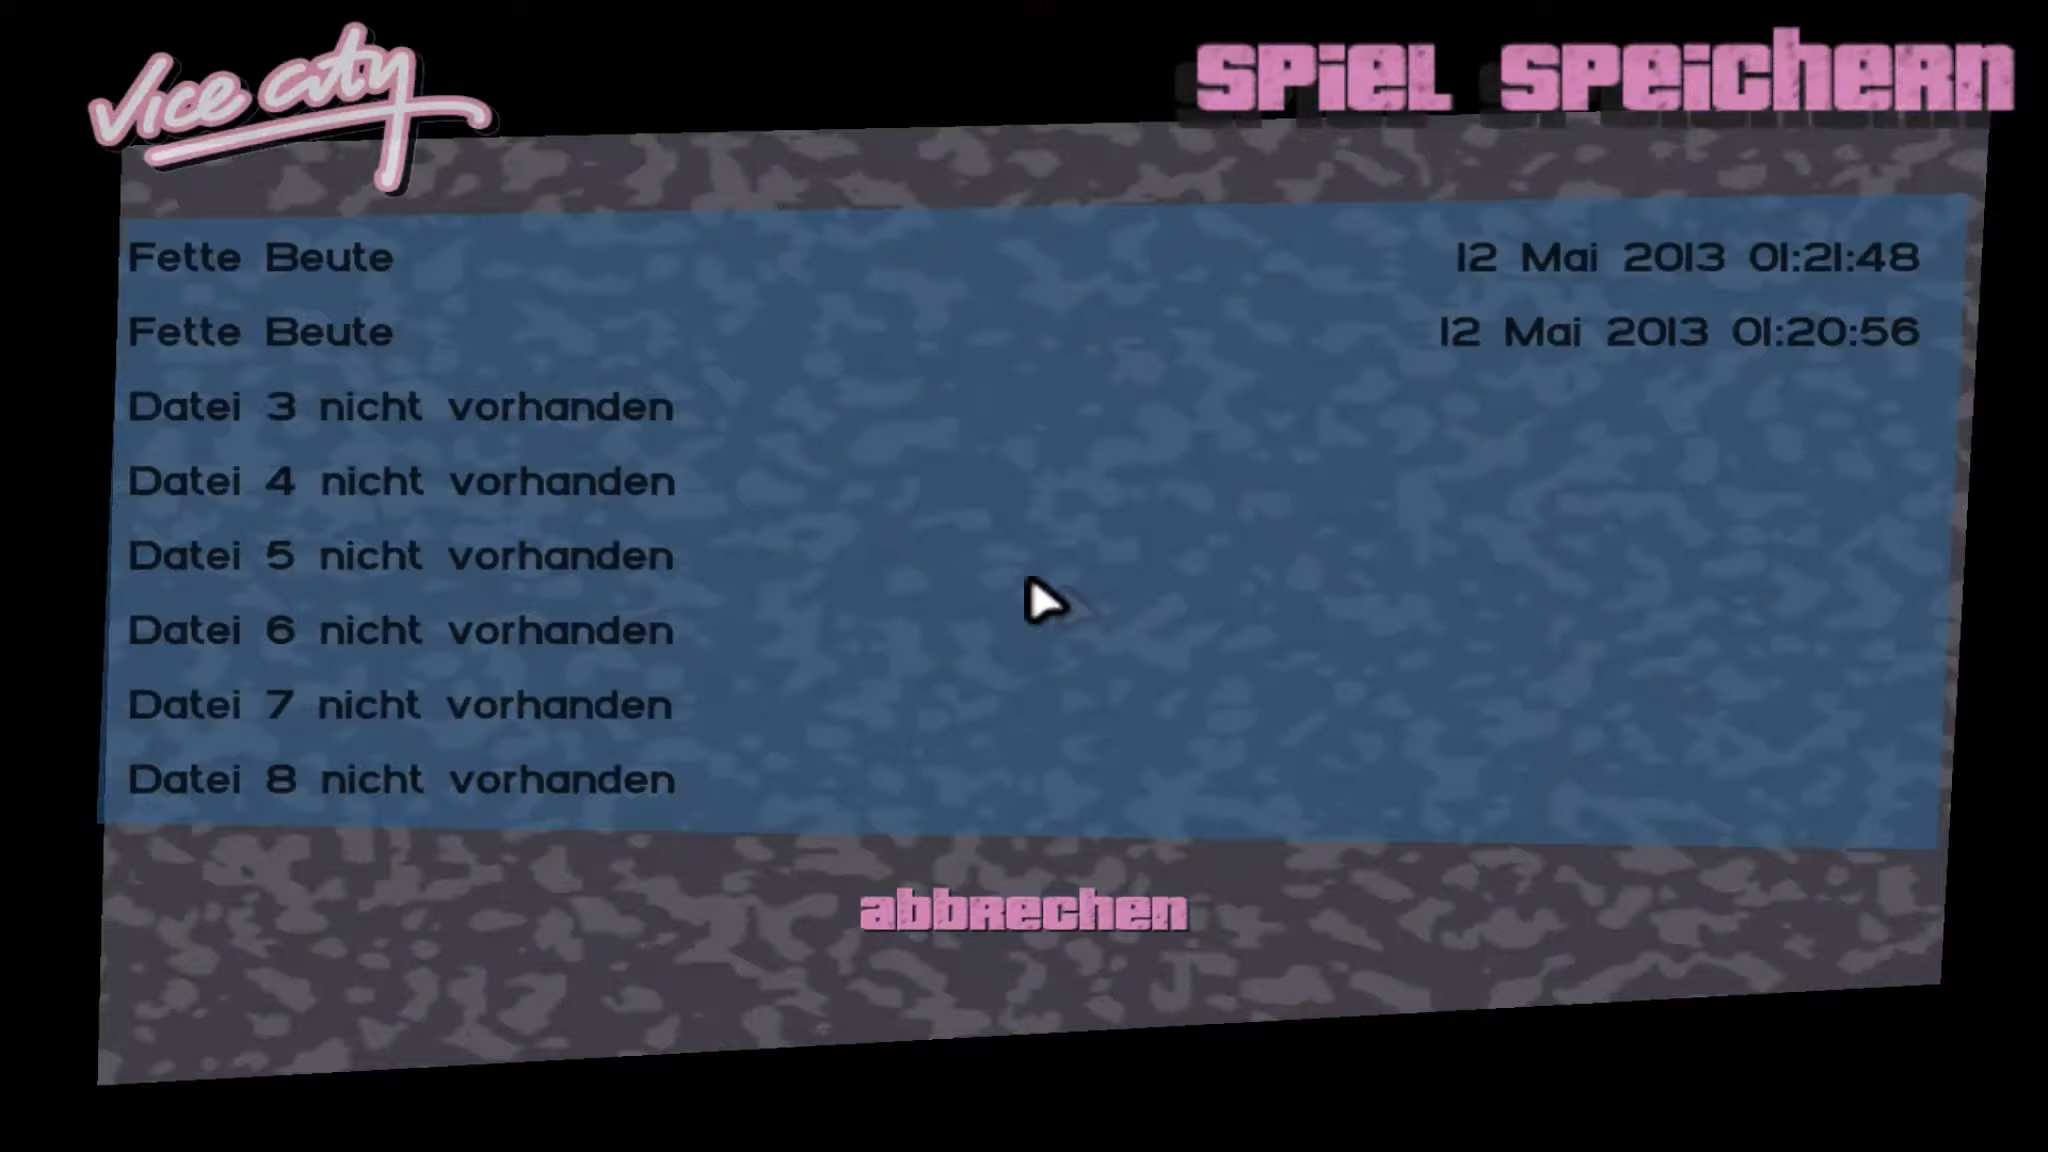 Vice City
SPIEL SPEICHERN
Fette Beute 12 Mai 2013 01:21:48
Fette Beute 12 Mai 2013 01:20:56
Datei 3 nicht vorhanden
Datei 4 nicht vorhanden
Datei 5 nicht vorhanden
Datei 6 nicht vorhanden
Datei 7 nicht vorhanden
Datei 8 nicht vorhanden
abbrechen